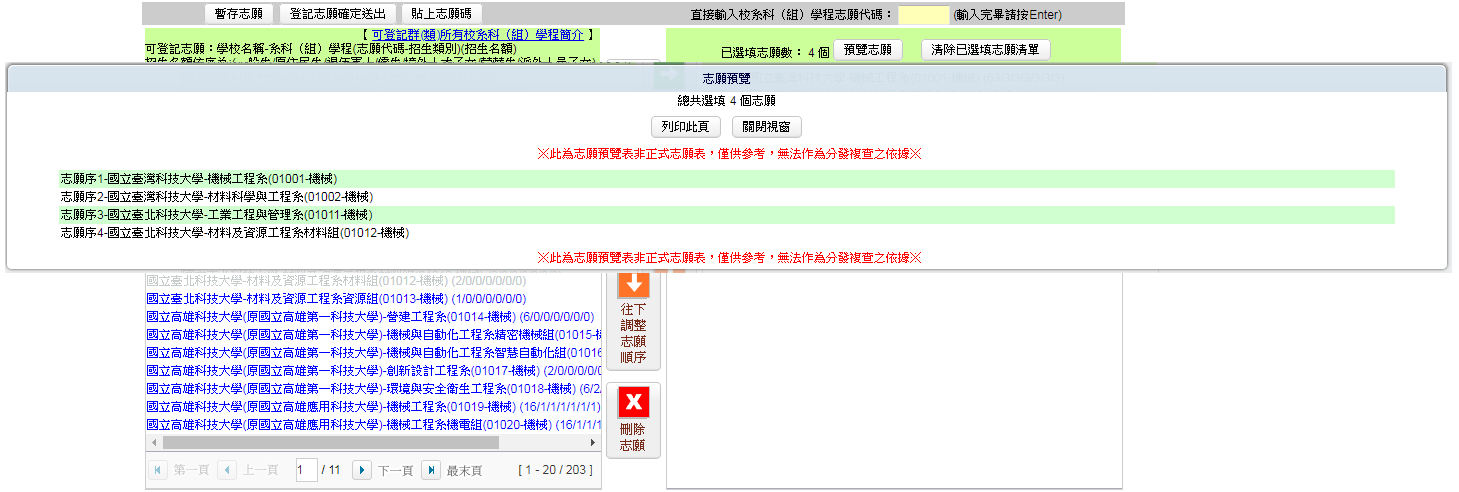 暫存志願 登記志願確定送出 貼上志願碼 直接輸入校系科（組）學程志願代碼： (輸入完畢請按Enter)
【 可登記群(類)所有校系科（組）學程簡介 】
可登記志願：學校名稱-系科（組）學程(志願代碼-招生類別)(招生名額)
已選填志願數： 4 個 預覽志願 清除已選填志願清單
志願預覽
總共選填 4 個志願
列印此頁 關閉視窗
※此為志願預覽表非正式志願表，僅供參考，無法作為分發複查之依據※
志願序1-國立臺灣科技大學-機械工程系(01001-機械)
志願序2-國立臺灣科技大學-材料科學與工程系(01002-機械)
志願序3-國立臺北科技大學-工業工程與管理系(01011-機械)
志願序4-國立臺北科技大學-材料及資源工程系材料組(01012-機械)
※此為志願預覽表非正式志願表，僅供參考，無法作為分發複查之依據※
國立臺北科技大學-材料及資源工程系材料組(01012-機械) (2/0/0/0/0/0/0)
國立臺北科技大學-材料及資源工程系資源組(01013-機械) (1/0/0/0/0/0/0)
國立高雄科技大學(原國立高雄第一科技大學)-營建工程系(01014-機械) (6/0/0/0/0/0/0)
國立高雄科技大學(原國立高雄第一科技大學)-機械與自動化工程系精密機械組(01015-機
國立高雄科技大學(原國立高雄第一科技大學)-機械與自動化工程系智慧自動化組(01016
國立高雄科技大學(原國立高雄第一科技大學)-創新設計工程系(01017-機械) (2/0/0/0/0/0
國立高雄科技大學(原國立高雄第一科技大學)-環境與安全衛生工程系(01018-機械) (6/2/
國立高雄科技大學(原國立高雄應用科技大學)-機械工程系(01019-機械) (16/1/1/1/1/1/1)
國立高雄科技大學(原國立高雄應用科技大學)-機械工程系機電組(01020-機械) (16/1/1/1
往下
調整
志願
順序
刪除
志願
第一頁 上一頁 1 / 11 下一頁 最末頁 [ 1 - 20 / 203 ]